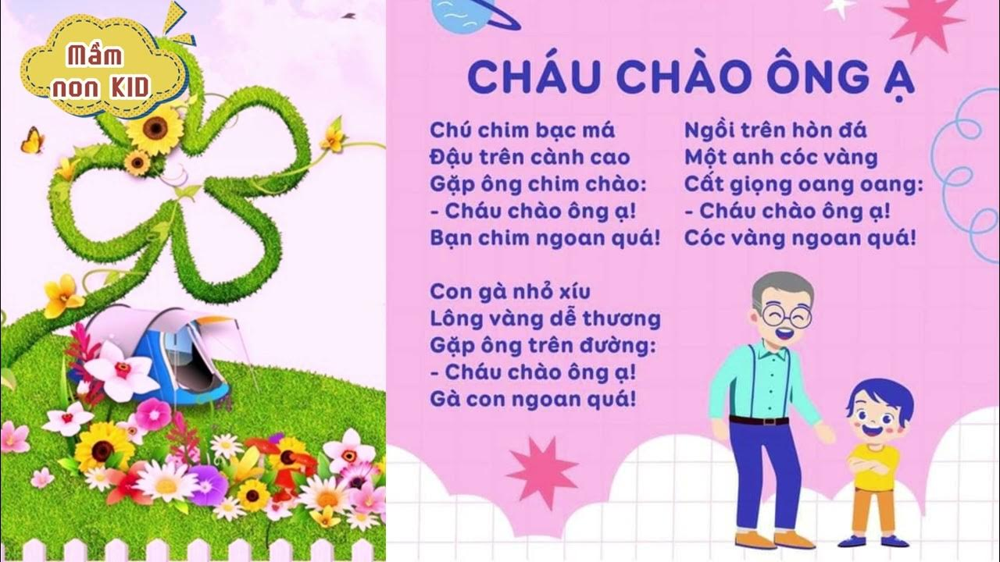 Mầm
non KID
CHÁU CHÀO ÔNG Ạ
Chú chim bạc má
Đậu trên cành cao
Gặp ông chim chào:
- Cháu chào ông ạ!
Bạn chim ngoan quá!
Con gà nhỏ xíu
Lông vàng dễ thương
Gặp ông trên đường:
- Cháu chào ông ạ!
Gà con ngoan quá!
Ngồi trên hòn đá
Một anh cóc vàng
Cất giọng oang oang:
- Cháu chào ông ạ!
Cóc vàng ngoan quá!